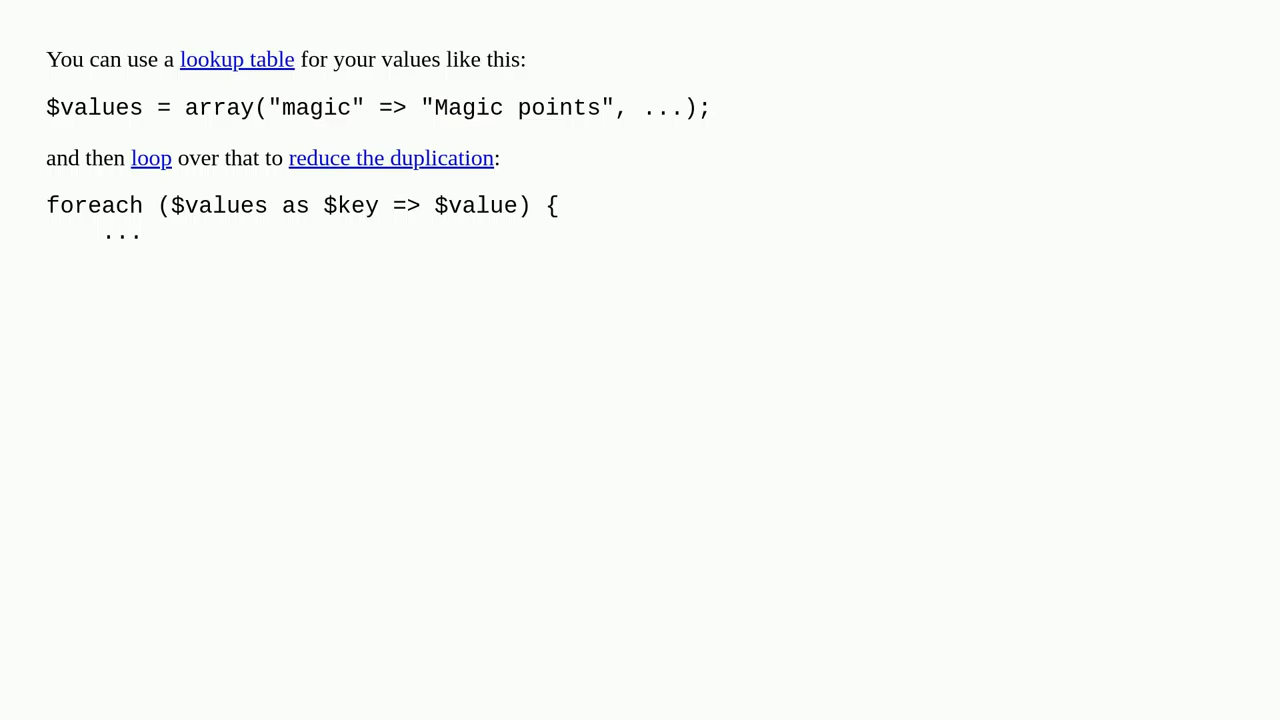 You can use a lookup table for your values like this:
$values = array("magic" => "Magic points", ...);
and then loop over that to reduce the duplication:
foreach ($values as $key => $value) {
    ...